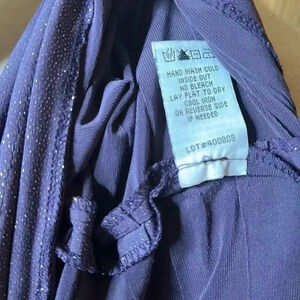 HAND WASH COLD
INSIDE OUT
NO BLEACH
LAY FLAT TO DRY
COOL IRON
ON REVERSE SIDE
IF NEEDED
LOT#400808